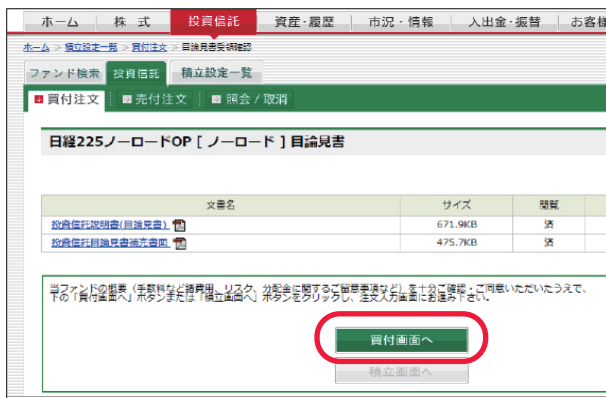 ホーム 株 式 投資信託 資産・履歴 市況・情報 入出金・振替 お客様
ホーム > 積立設定一覧 > 買付注文 > 目論見書受領確認
ファンド検索 投資信託 積立設定一覧
買付注文 売付注文 照会 / 取消
日経225ノーロードOP [ ノーロード ] 目論見書
文書名 サイズ 閲覧
投資信託説明書(目論見書) 671.9KB 済
投資信託目論見書補完書面 475.7KB 済
当ファンドの概要(手数料など諸費用、リスク、分配金に関するご留意事項など)を十分ご確認・ご同意いただいたうえで、
下の「買付画面へ」ボタンまたは「積立画面へ」ボタンをクリックし、注文入力画面にお進み下さい。
買付画面へ
積立画面へ